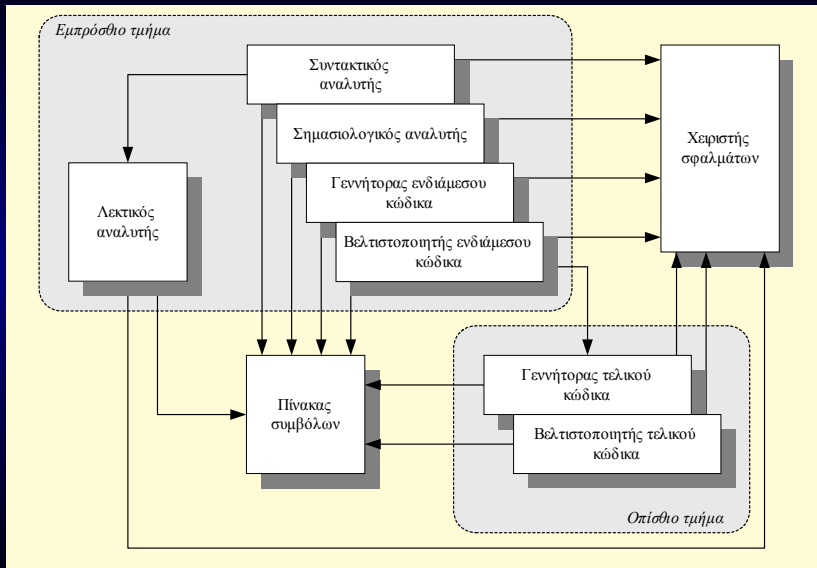 Εμπρόσθιο τμήμα
Συντακτικός
αναλυτής
Σημασιολογικός αναλυτής
Γεννήτορας ενδιάμεσου
κώδικα
Βελτιστοποιητής ενδιάμεσου
κώδικα
Λεκτικός
αναλυτής
Χειριστής
σφαλμάτων
Πίνακας
συμβόλων
Γεννήτορας τελικού
κώδικα
Βελτιστοποιητής τελικού
κώδικα
Οπίσθιο τμήμα